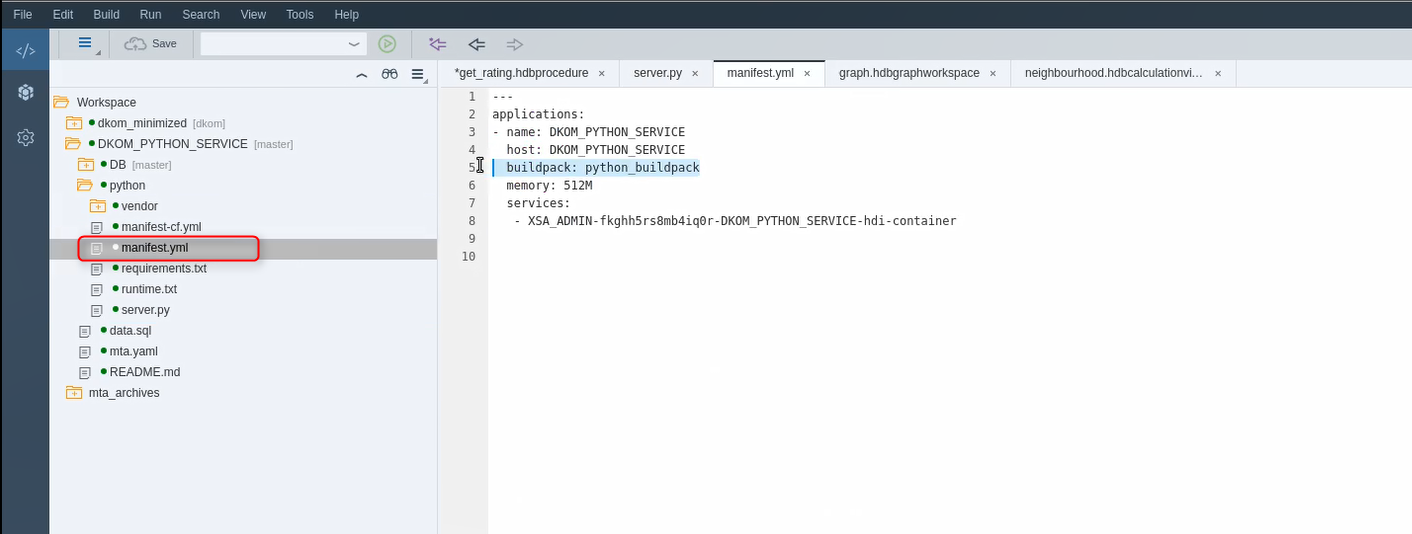 File Edit Build Run Search View Tools Help
</> Save
*get_rating.hdbprocedure × server.py × manifest.yml × graph.hdbgraphworkspace × neighbourhood.hdbcalculationvi... ×
Workspace
dkom_minimized [dkom]
DKOM_PYTHON_SERVICE [master]
DB [master]
python
vendor
manifest-cf.yml
manifest.yml
requirements.txt
runtime.txt
server.py
data.sql
mta.yaml
README.md
mta_archives
1 ---
2 applications:
3 - name: DKOM_PYTHON_SERVICE
4 host: DKOM_PYTHON_SERVICE
5 buildpack: python_buildpack
6 memory: 512M
7 services:
8 - XSA_ADMIN-fkghh5rs8mb4iq0r-DKOM_PYTHON_SERVICE-hdi-container
9
10